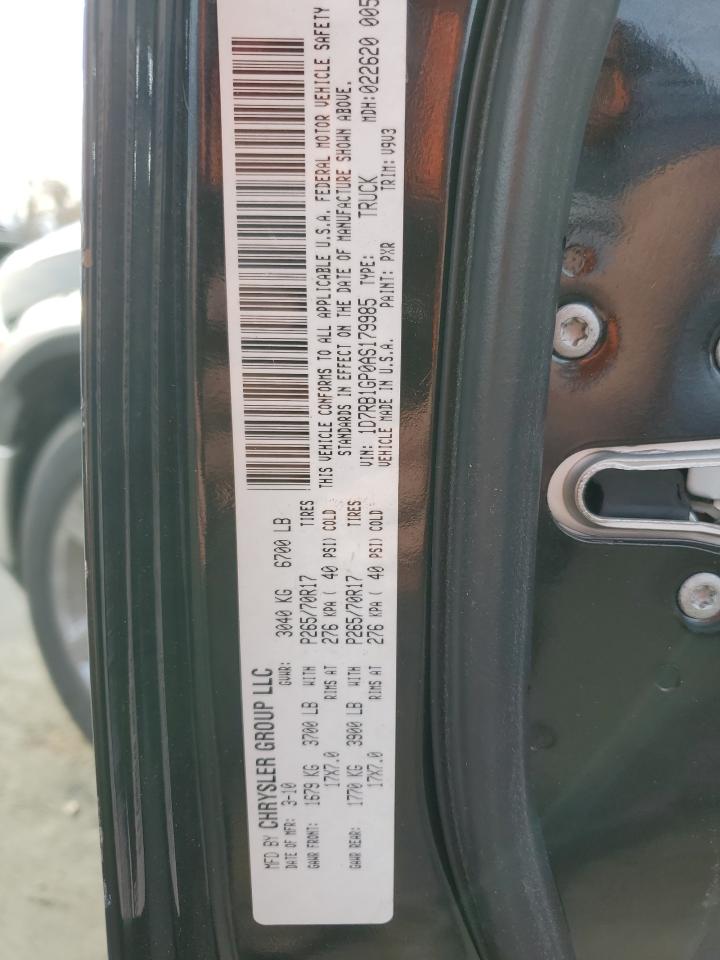 MFD BY CHRYSLER GROUP LLC
DATE OF MFR: 3-10 GVWR: 3040 KG 6700 LB
GAWR FRONT: 1679 KG 3700 LB WITH P265/70R17 TIRES
17X7.0 RIMS AT 276 KPA ( 40 PSI) COLD
GAWR REAR: 1770 KG 3900 LB WITH P265/70R17 TIRES
17X7.0 RIMS AT 276 KPA ( 40 PSI) COLD
THIS VEHICLE CONFORMS TO ALL APPLICABLE U.S.A. FEDERAL MOTOR VEHICLE SAFETY
STANDARDS IN EFFECT ON THE DATE OF MANUFACTURE SHOWN ABOVE.
VIN: 1D7RB1GP0AS179985 TYPE: TRUCK MDH:022620 005
VEHICLE MADE IN U.S.A. PAINT: PXR TRIM: V9V3